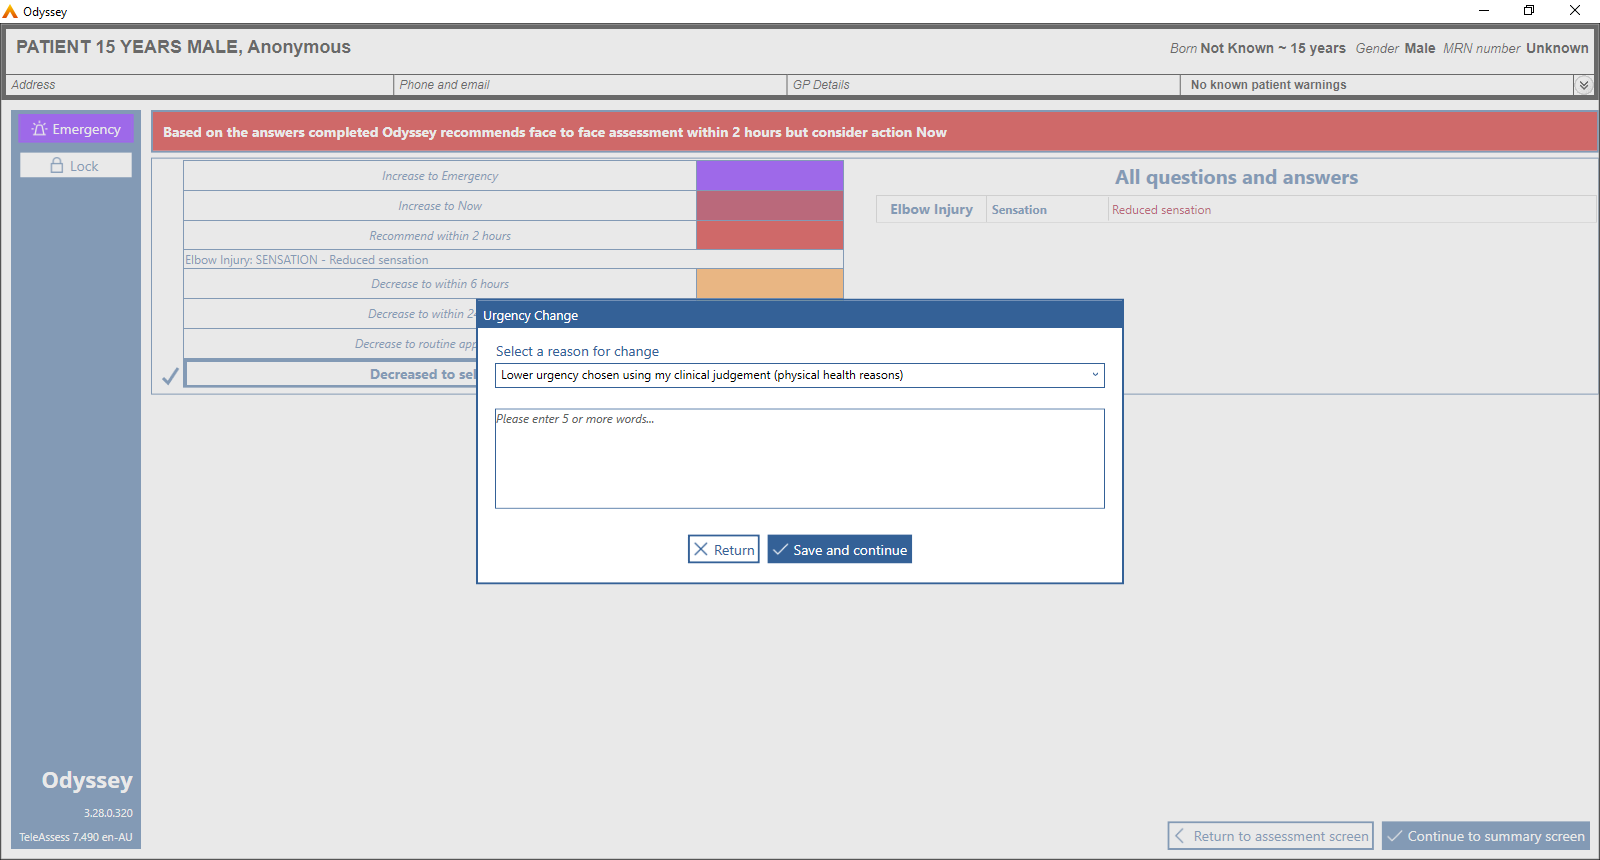 Odyssey
PATIENT 15 YEARS MALE, Anonymous
Born Not Known ~ 15 years Gender Male MRN number Unknown
Address
Phone and email
GP Details
No known patient warnings
Emergency
Lock
Based on the answers completed Odyssey recommends face to face assessment within 2 hours but consider action Now
Increase to Emergency
Increase to Now
Recommend within 2 hours
Elbow Injury: SENSATION - Reduced sensation
Decrease to within 6 hours
Decrease to within 24
Decrease to routine app
Decreased to sel
All questions and answers
Elbow Injury Sensation Reduced sensation
Urgency Change
Select a reason for change
Lower urgency chosen using my clinical judgement (physical health reasons)
Please enter 5 or more words...
Return
Save and continue
Odyssey
3.28.0.320
TeleAssess 7.490 en-AU
Return to assessment screen
Continue to summary screen